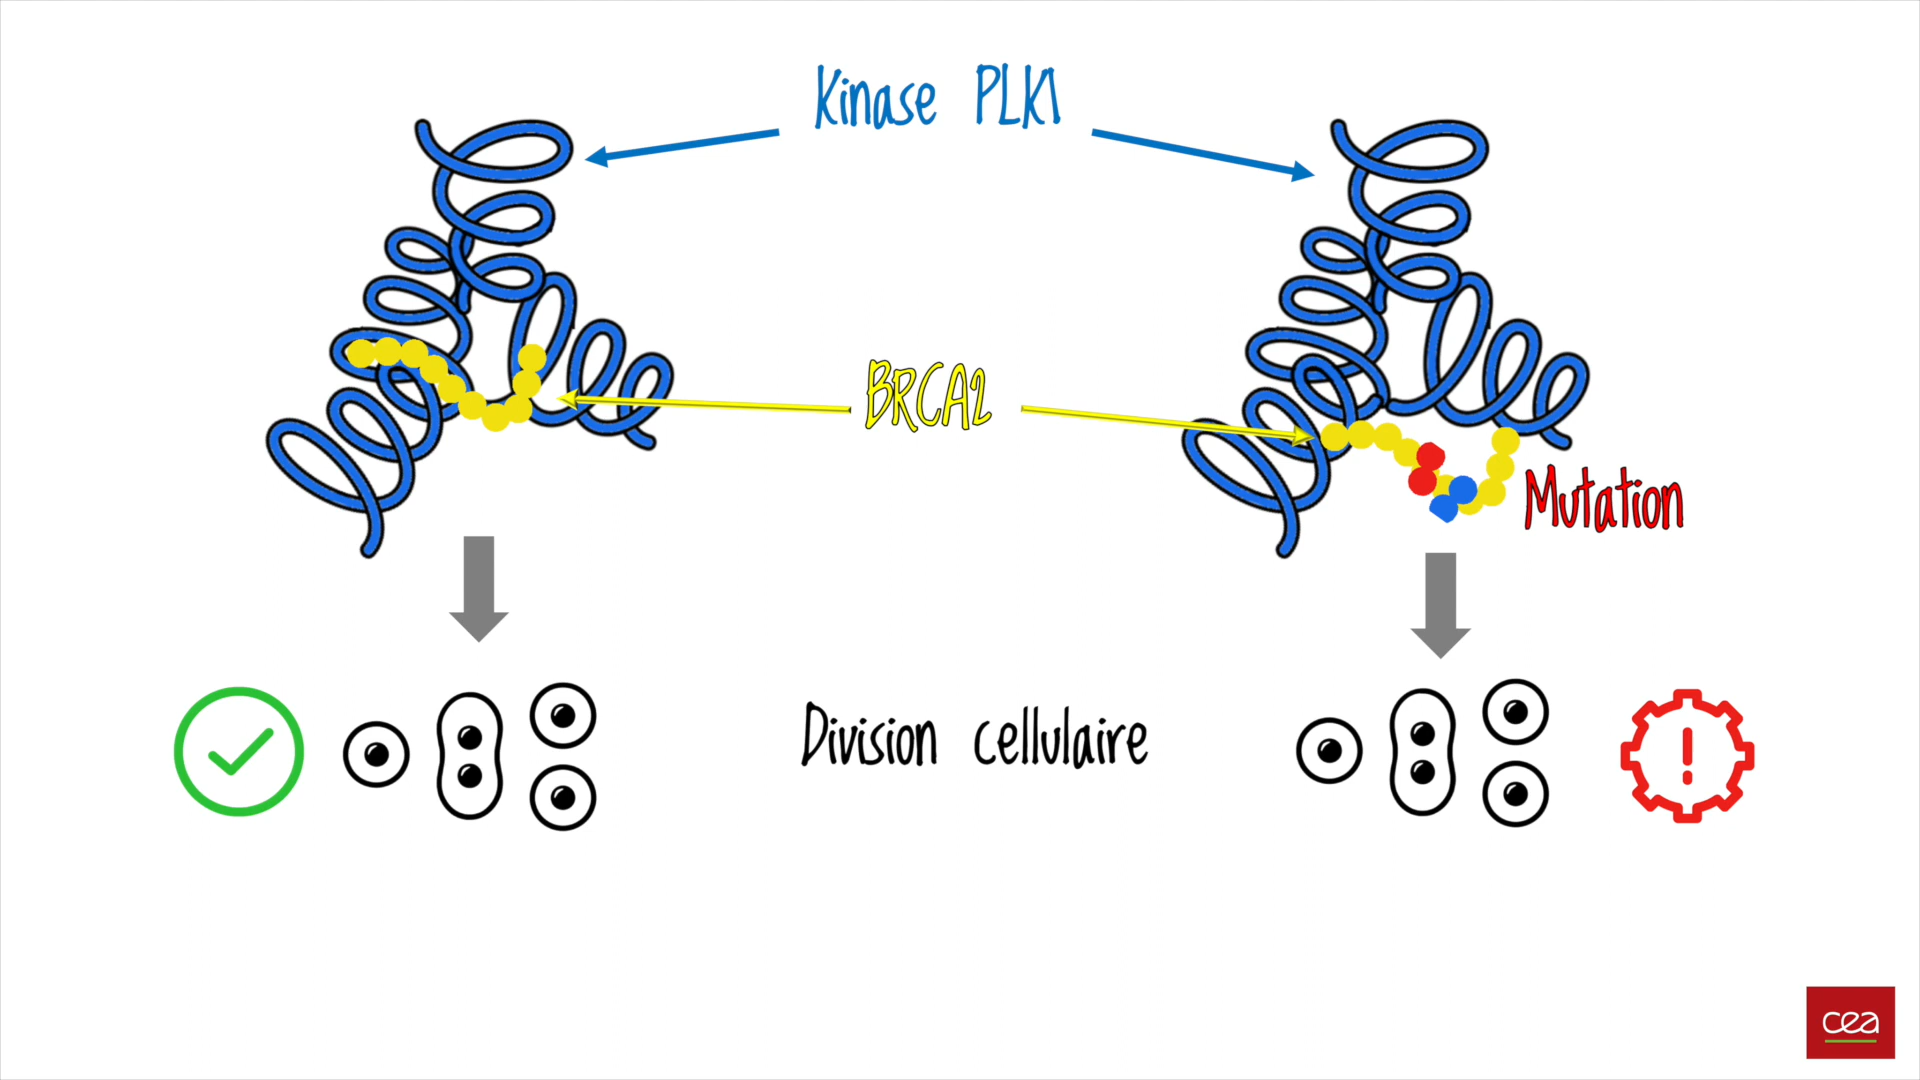 Kinase PLK1
BRCA2
Mutation
Division cellulaire
cea